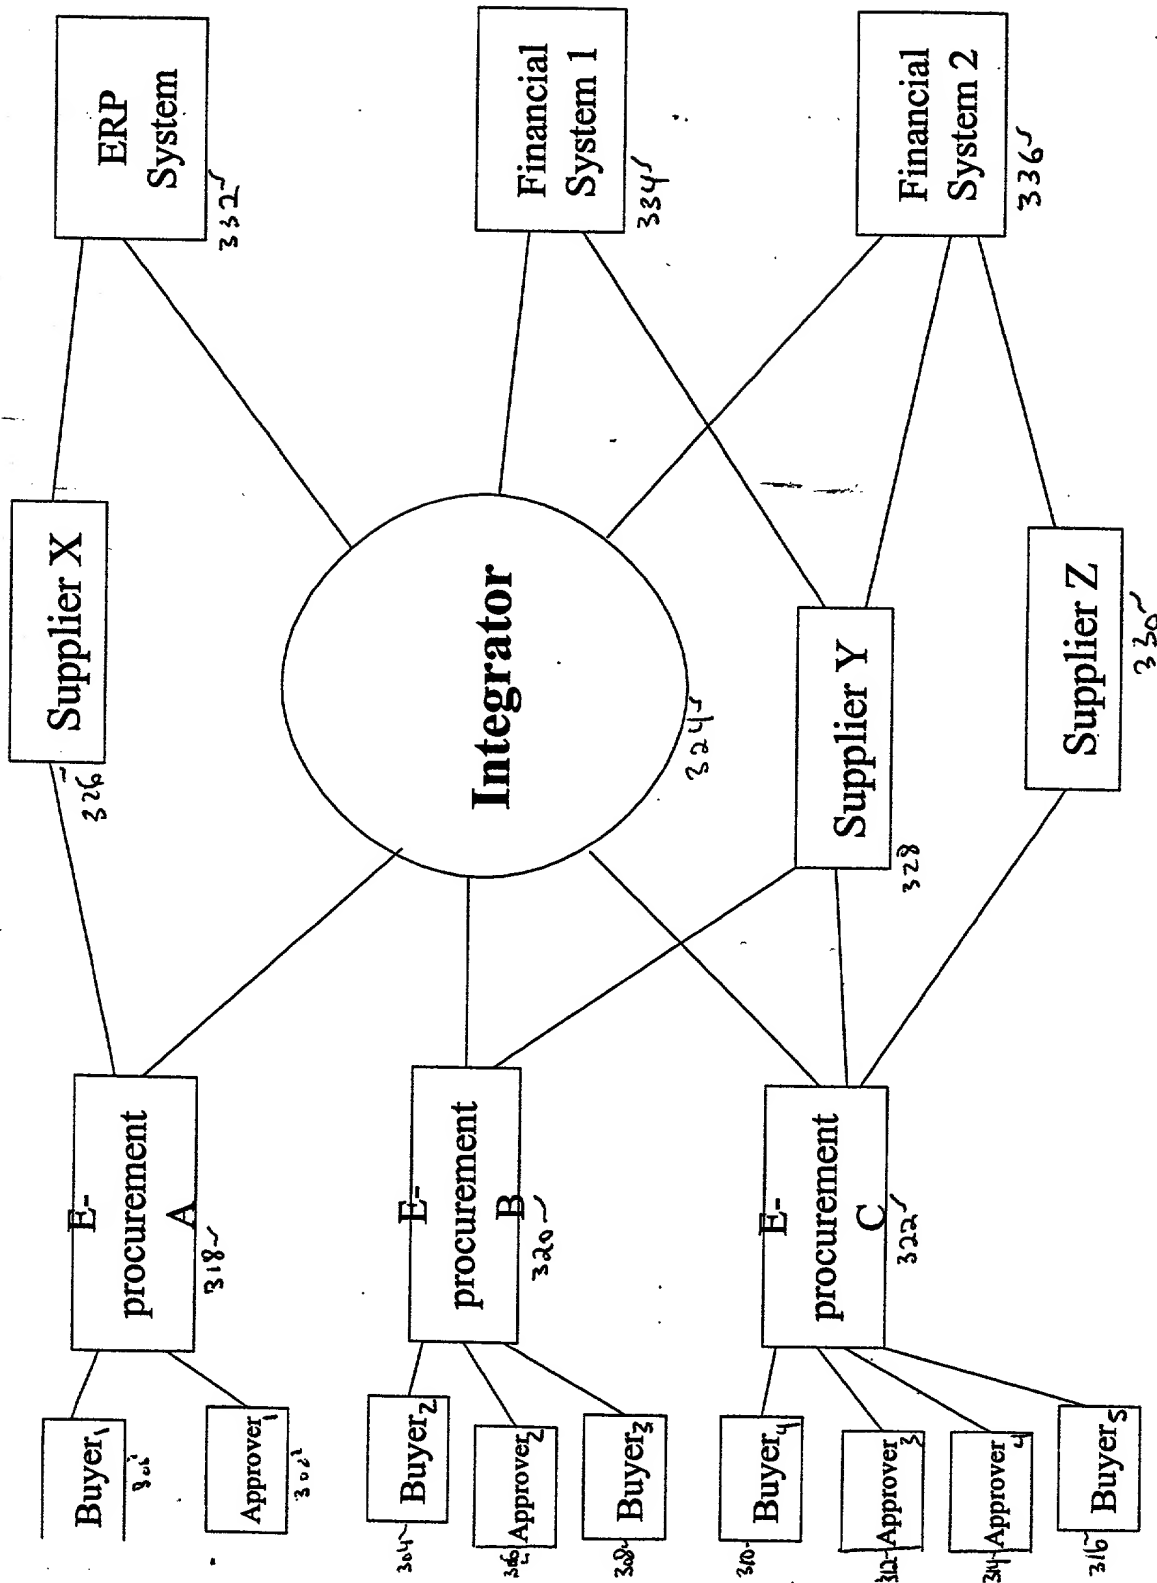 Buyer1
300
Approver1
302
304
Buyer2
306
Approver2
308
Buyer3
310
Buyer4
312
Approver3
314
Approver4
316
Buyer5
E-
procurement
A
318
E-
procurement
B
320
E-
procurement
C
322
Supplier X
326
Integrator
324
Supplier Y
328
Supplier Z
330
ERP
System
332
Financial
System 1
334
Financial
System 2
336